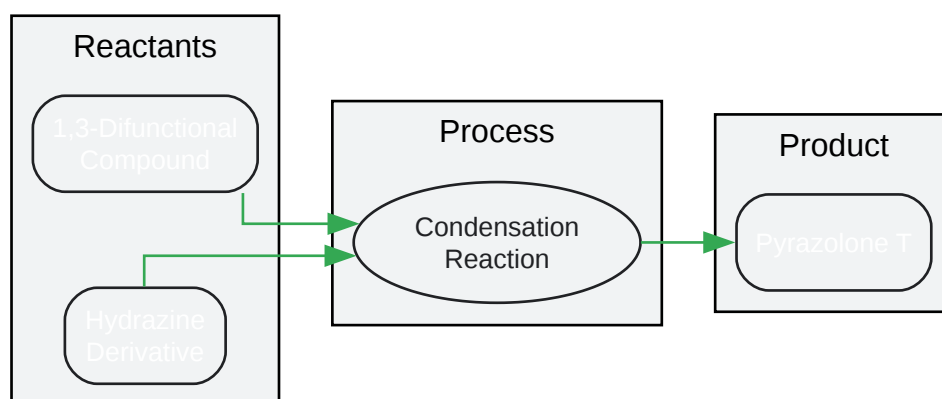 Reactants
1,3-Difunctional
Compound
Hydrazine
Derivative
Process
Condensation
Reaction
Product
Pyrazolone T